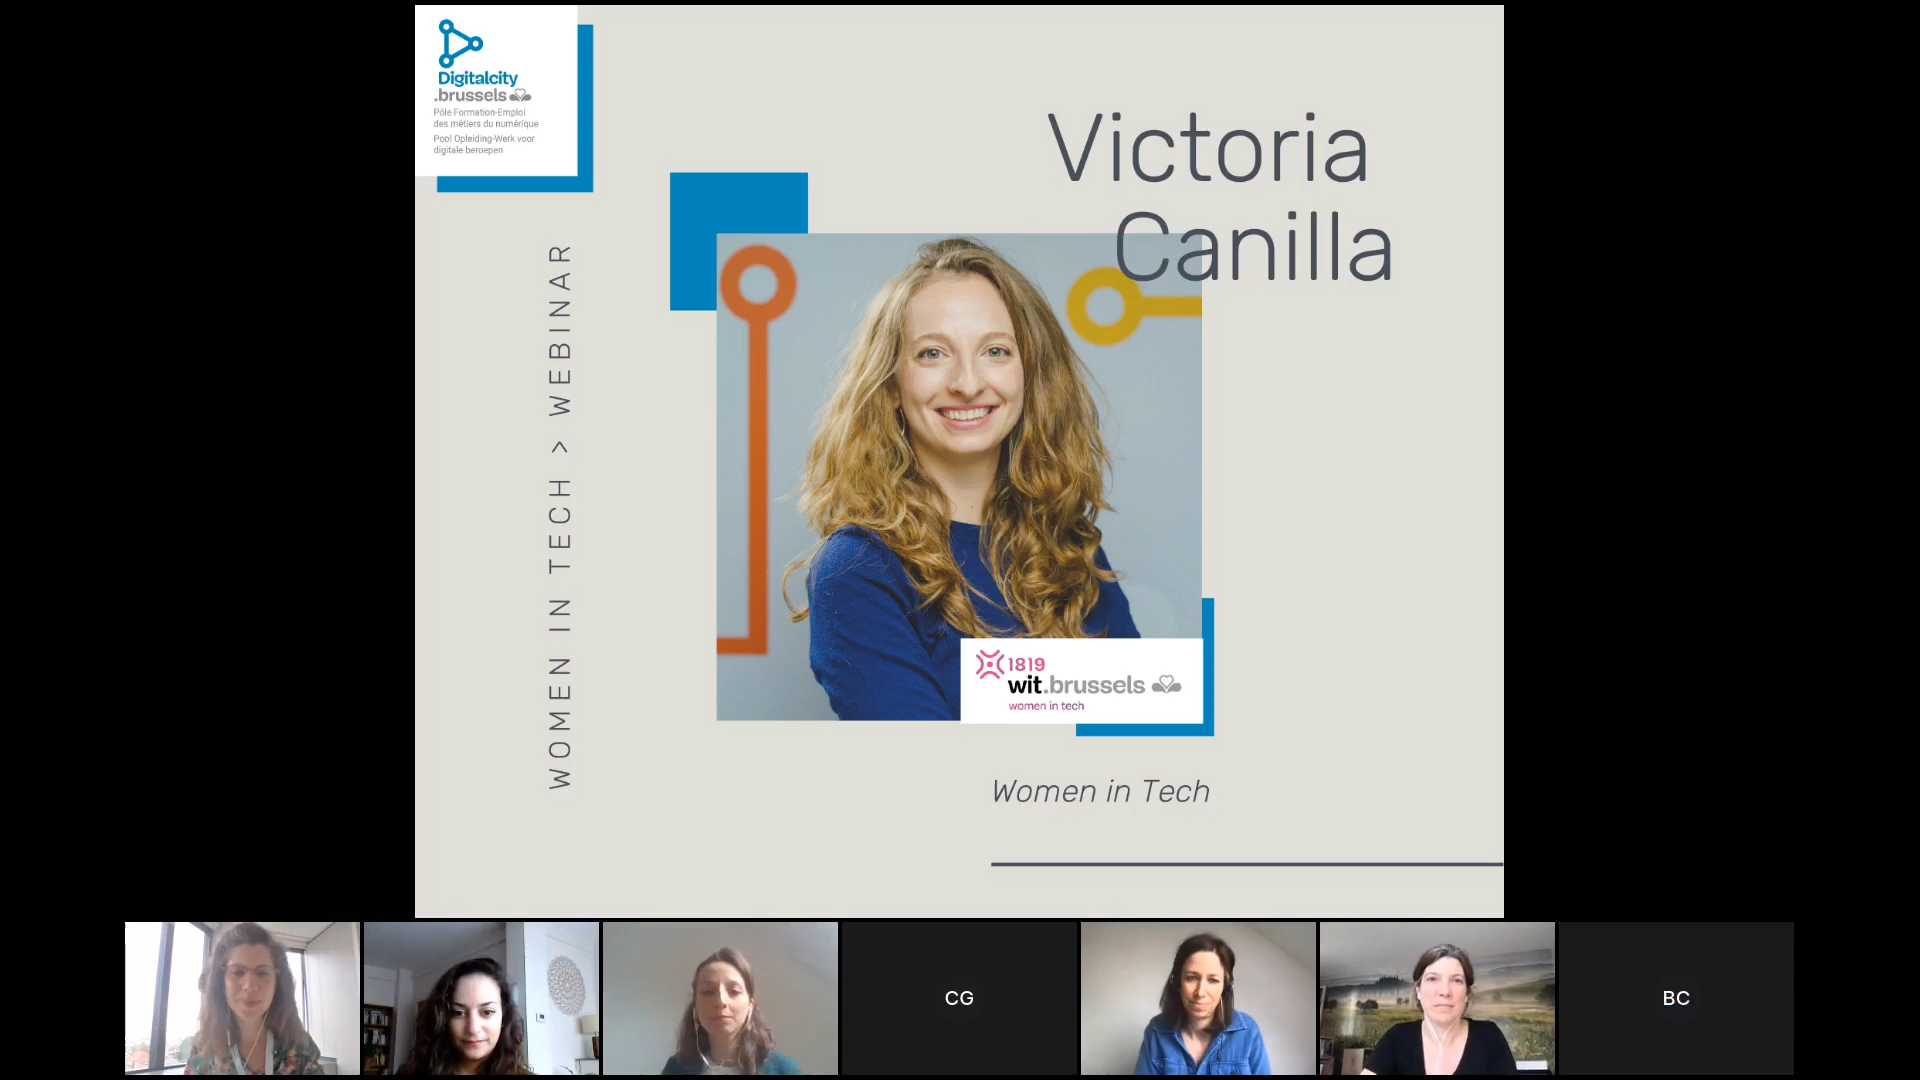 Digitalcity
.brussels
Pôle Formation-Emploi
des métiers du numérique
Pool Opleiding-Werk voor
digitale beroepen
WOMEN IN TECH > WEBINAR
Victoria
Canilla
1819
wit.brussels
women in tech
Women in Tech
CG
BC